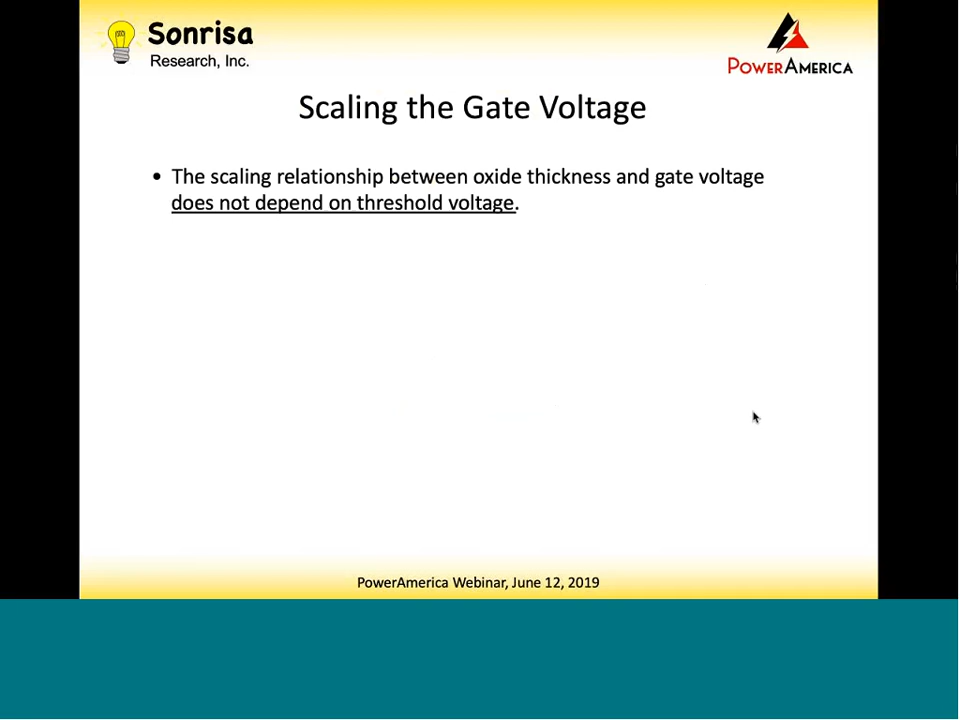 Sonrisa
Research, Inc.
POWERAMERICA
Scaling the Gate Voltage
• The scaling relationship between oxide thickness and gate voltage
does not depend on threshold voltage.
PowerAmerica Webinar, June 12, 2019